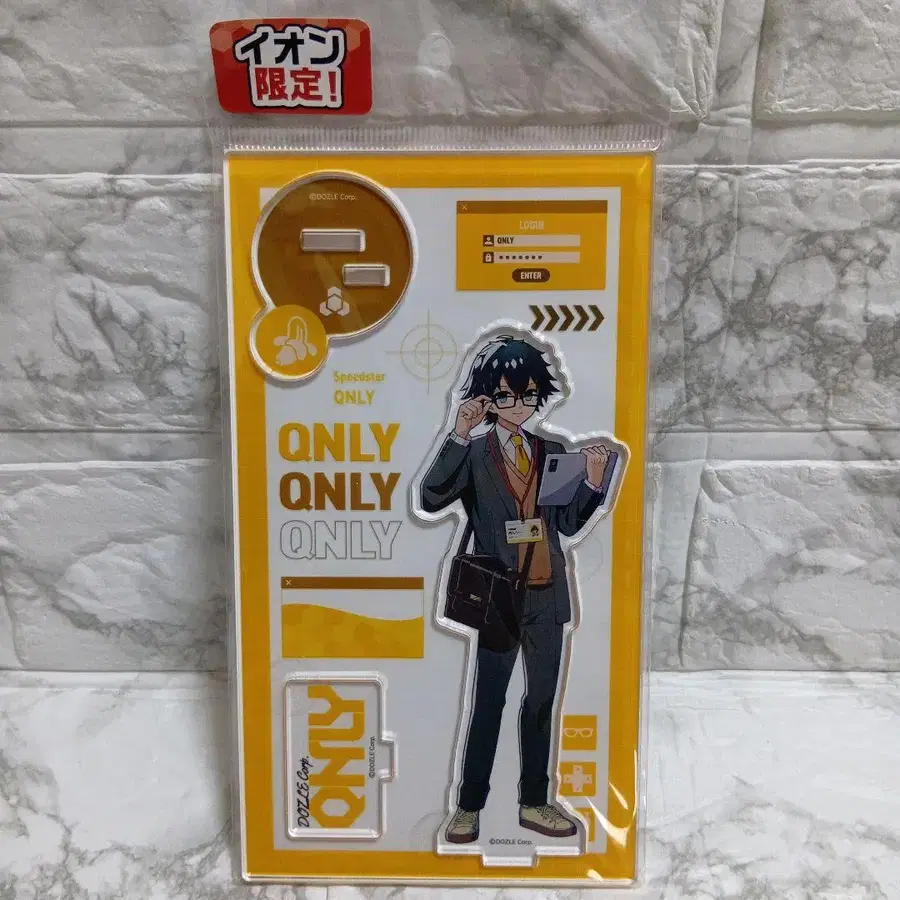 イオン
限定!
©DOZLE Corp.
LOGIN
QNLY
ENTER
Speedster
QNLY
QNLY
QNLY
QNLY
QNLY
DOZLE Corp.
©DOZLE Corp.
©DOZLE Corp.